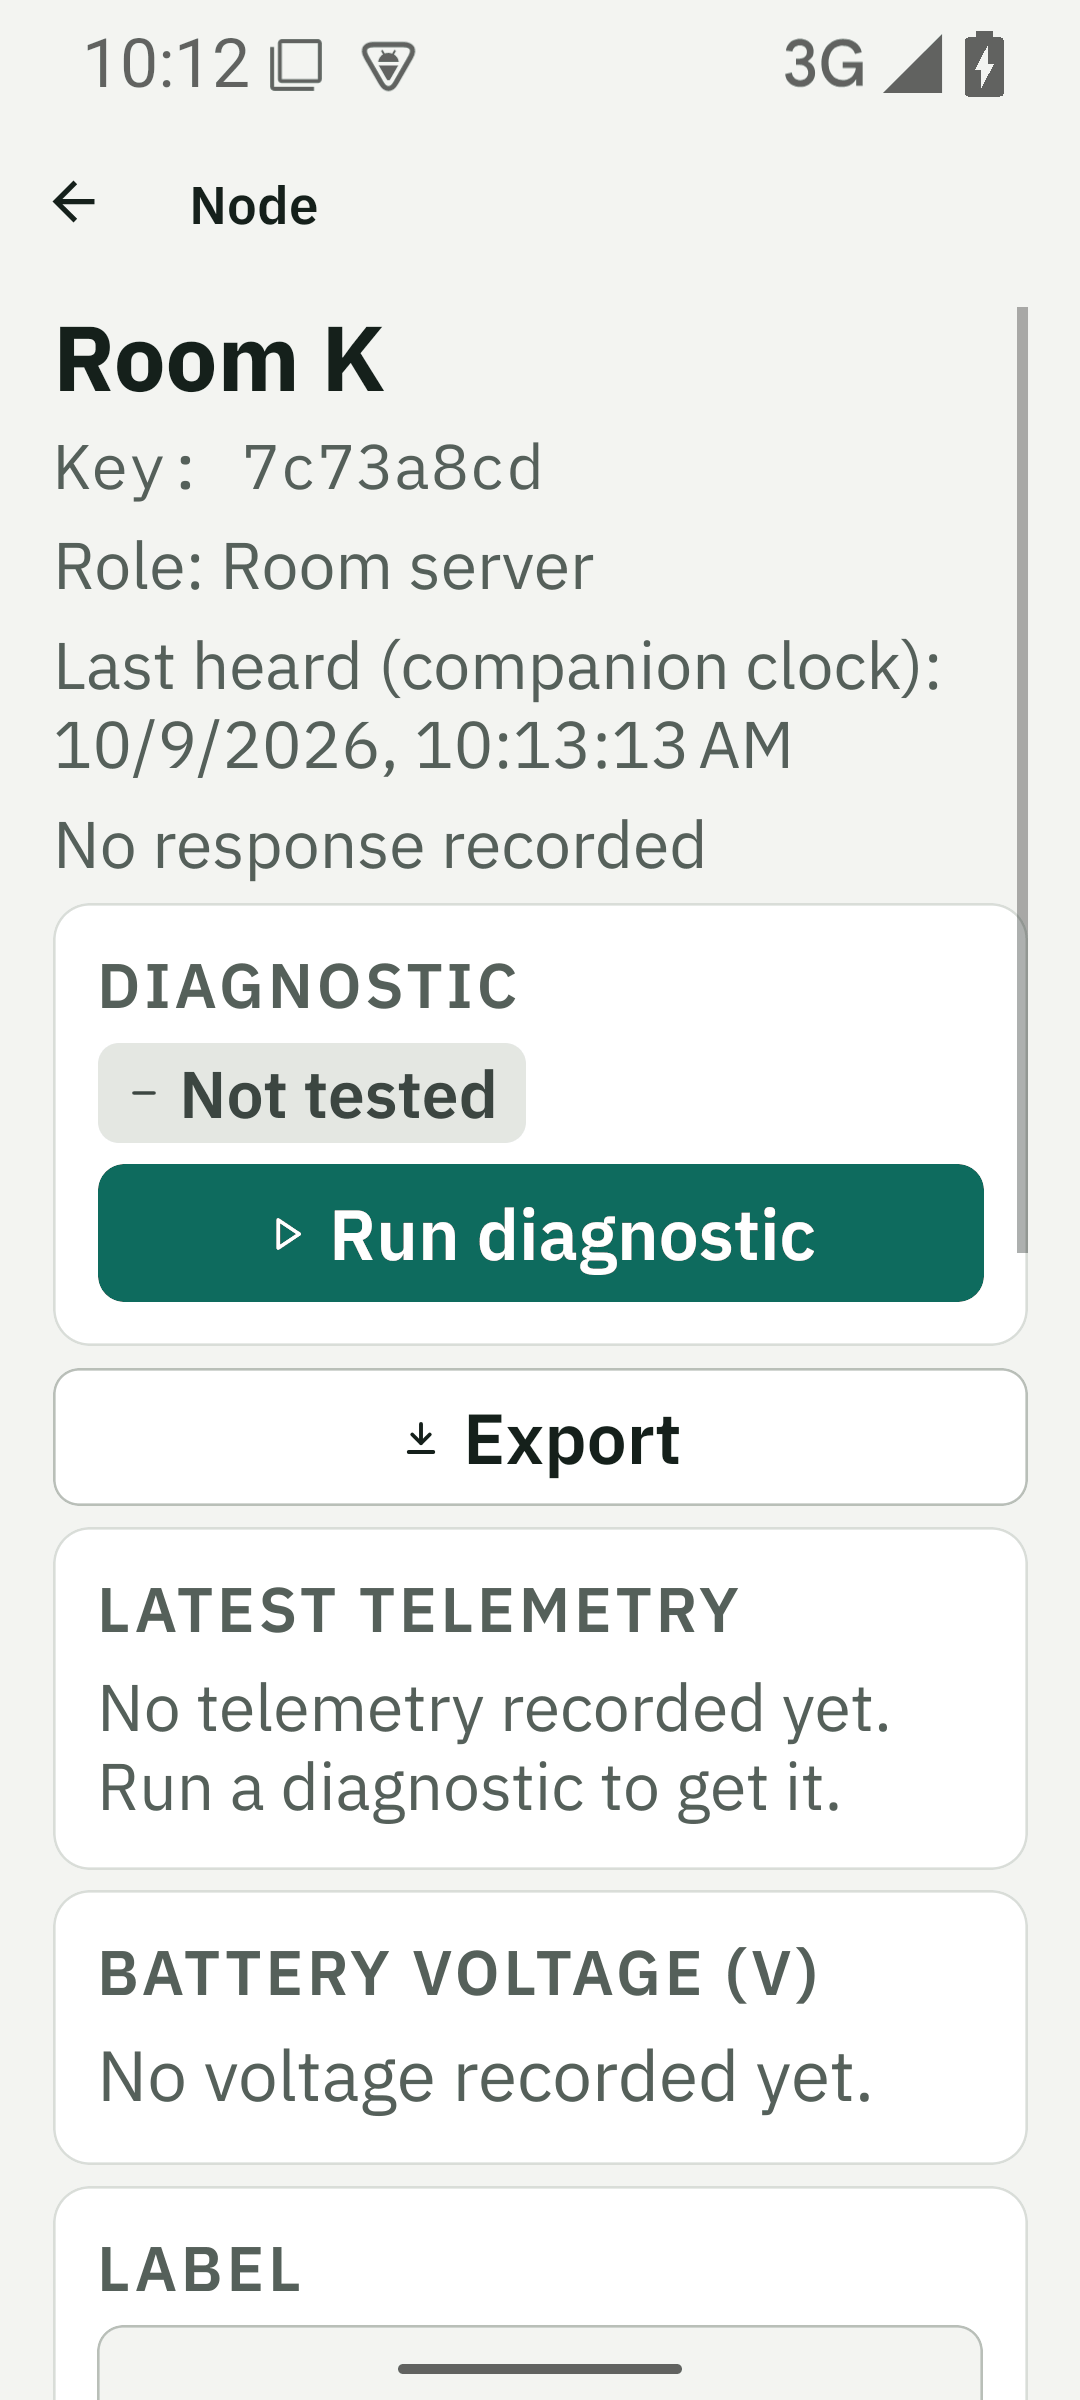 10:12
3G
Node
Room K
Key: 7c73a8cd
Role: Room server
Last heard (companion clock):
10/9/2026, 10:13:13 AM
No response recorded
DIAGNOSTIC
– Not tested
Run diagnostic
Export
LATEST TELEMETRY
No telemetry recorded yet.
Run a diagnostic to get it.
BATTERY VOLTAGE (V)
No voltage recorded yet.
LABEL